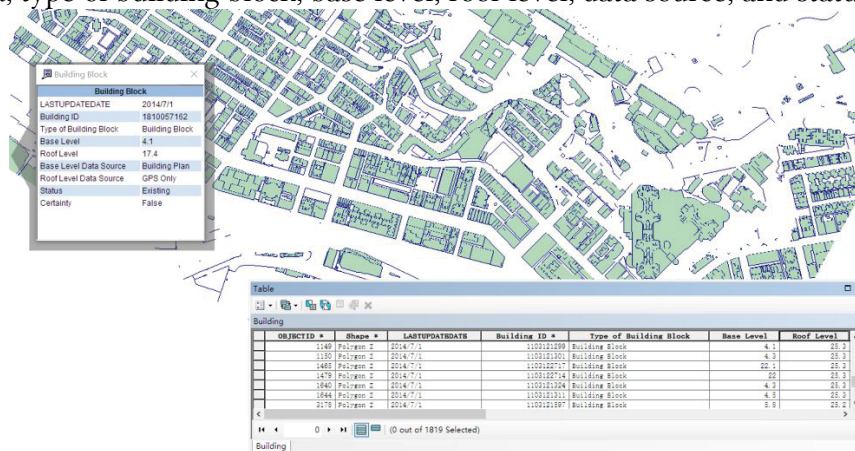 type of building block, base level, roof level, data source, and status
Building Block
Building Block
LASTUPDATEDATE 2014/7/1
Building ID 1810057162
Type of Building Block Building Block
Base Level 4.1
Roof Level 17.4
Base Level Data Source Building Plan
Roof Level Data Source GPS Only
Status Existing
Certainty False
Table
Building
OBJECTID * Shape * LASTUPDATEDATE Building ID * Type of Building Block Base Level Roof Level
1149 Polygon Z 2014/7/1 1103121299 Building Block 4.1 25.3
1150 Polygon Z 2014/7/1 1103121301 Building Block 4.3 25.3
1465 Polygon Z 2014/7/1 1103122717 Building Block 22.1 25.3
1479 Polygon Z 2014/7/1 1103122714 Building Block 22 25.3
1640 Polygon Z 2014/7/1 1103121324 Building Block 4.3 25.3
1644 Polygon Z 2014/7/1 1103121311 Building Block 4.5 25.3
3178 Polygon Z 2014/7/1 1103121597 Building Block 5.5 25.2
0 (0 out of 1819 Selected)
Building